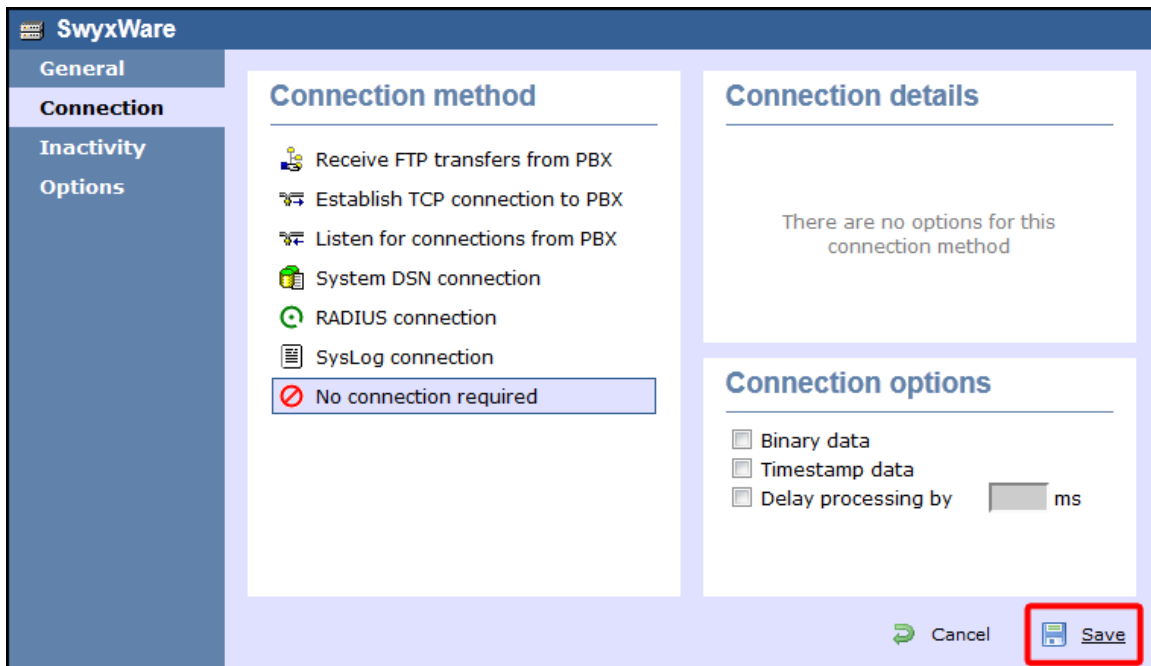 SwyxWare
General
Connection
Inactivity
Options
Connection method
Receive FTP transfers from PBX
Establish TCP connection to PBX
Listen for connections from PBX
System DSN connection
RADIUS connection
SysLog connection
No connection required
Connection details
There are no options for this
connection method
Connection options
Binary data
Timestamp data
Delay processing by ms
Cancel Save